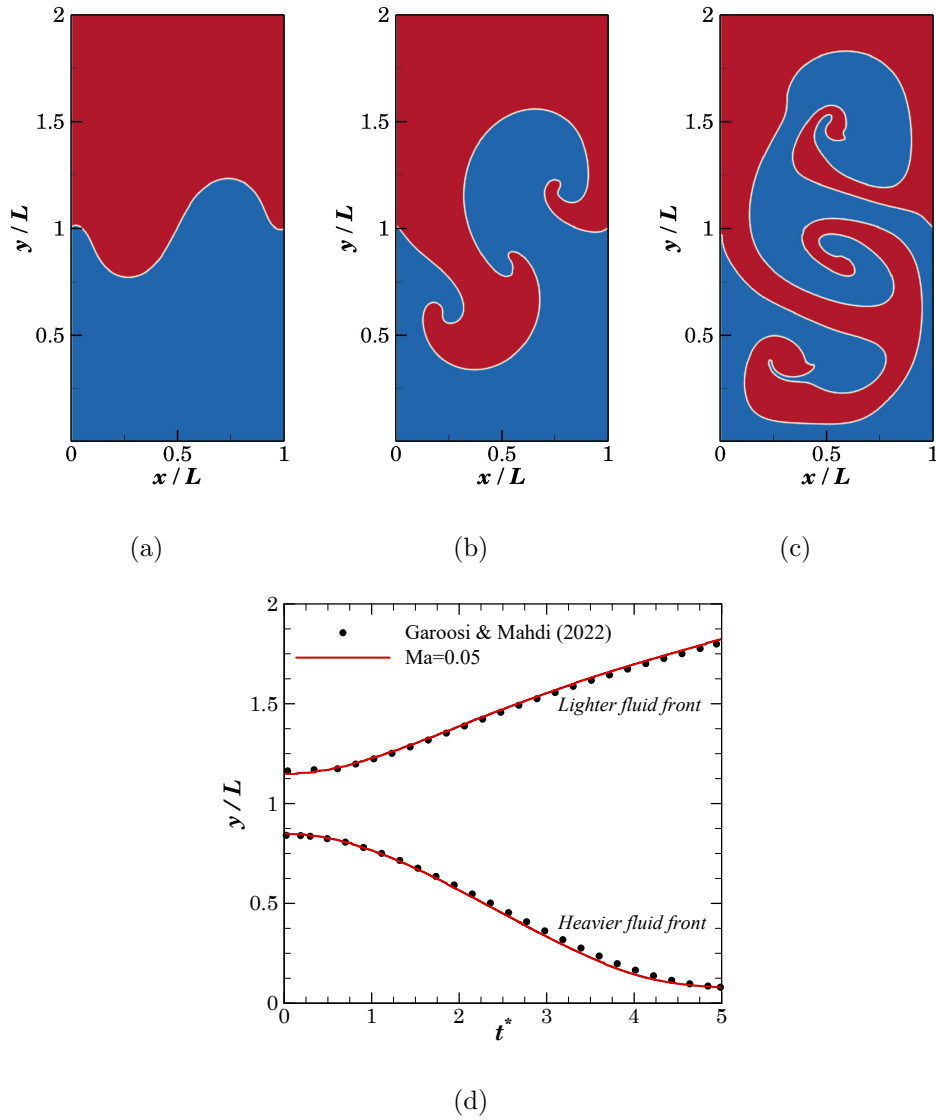 2
1.5
1
0.5
y / L
0
0.5
1
x / L
(a)
2
1.5
1
0.5
y / L
0
0.5
1
x / L
(b)
2
1.5
1
0.5
y / L
0
0.5
1
x / L
(c)
2
1.5
1
0.5
0
y / L
Garoosi & Mahdi (2022)
Ma=0.05
Lighter fluid front
Heavier fluid front
0
1
2
3
4
5
t*
(d)